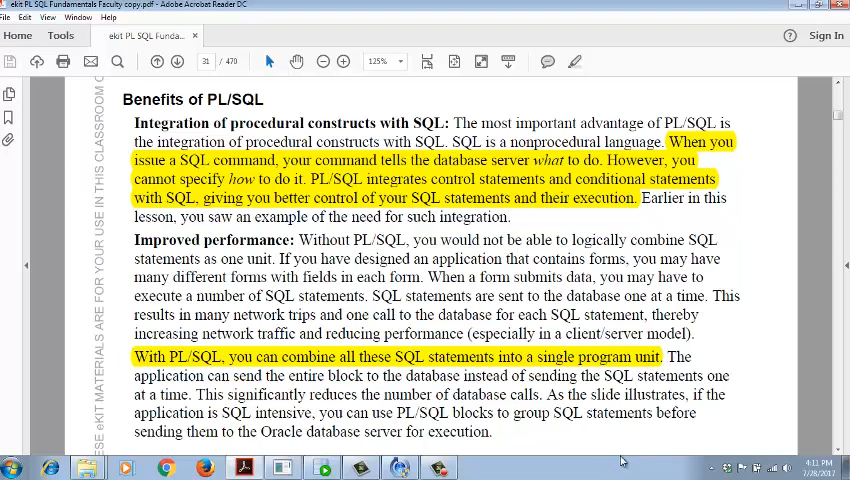 ekit PL SQL Fundamentals Faculty copy.pdf - Adobe Acrobat Reader DC
File Edit View Window Help
Home Tools ekit PL SQL Funda... × Sign In
31 / 470 125%
Benefits of PL/SQL
Integration of procedural constructs with SQL: The most important advantage of PL/SQL is
the integration of procedural constructs with SQL. SQL is a nonprocedural language. When you
issue a SQL command, your command tells the database server what to do. However, you
cannot specify how to do it. PL/SQL integrates control statements and conditional statements
with SQL, giving you better control of your SQL statements and their execution. Earlier in this
lesson, you saw an example of the need for such integration.
Improved performance: Without PL/SQL, you would not be able to logically combine SQL
statements as one unit. If you have designed an application that contains forms, you may have
many different forms with fields in each form. When a form submits data, you may have to
execute a number of SQL statements. SQL statements are sent to the database one at a time. This
results in many network trips and one call to the database for each SQL statement, thereby
increasing network traffic and reducing performance (especially in a client/server model).
With PL/SQL, you can combine all these SQL statements into a single program unit. The
application can send the entire block to the database instead of sending the SQL statements one
at a time. This significantly reduces the number of database calls. As the slide illustrates, if the
application is SQL intensive, you can use PL/SQL blocks to group SQL statements before
sending them to the Oracle database server for execution.
ESE eKIT MATERIALS ARE FOR YOUR USE IN THIS CLASSROOM
4:11 PM
7/28/2017